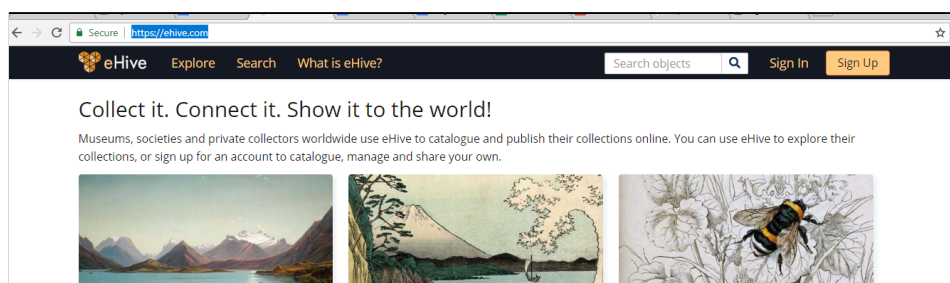 Secure | https://ehive.com
eHive Explore Search What is eHive? Search objects Sign In Sign Up
Collect it. Connect it. Show it to the world!
Museums, societies and private collectors worldwide use eHive to catalogue and publish their collections online. You can use eHive to explore their
collections, or sign up for an account to catalogue, manage and share your own.